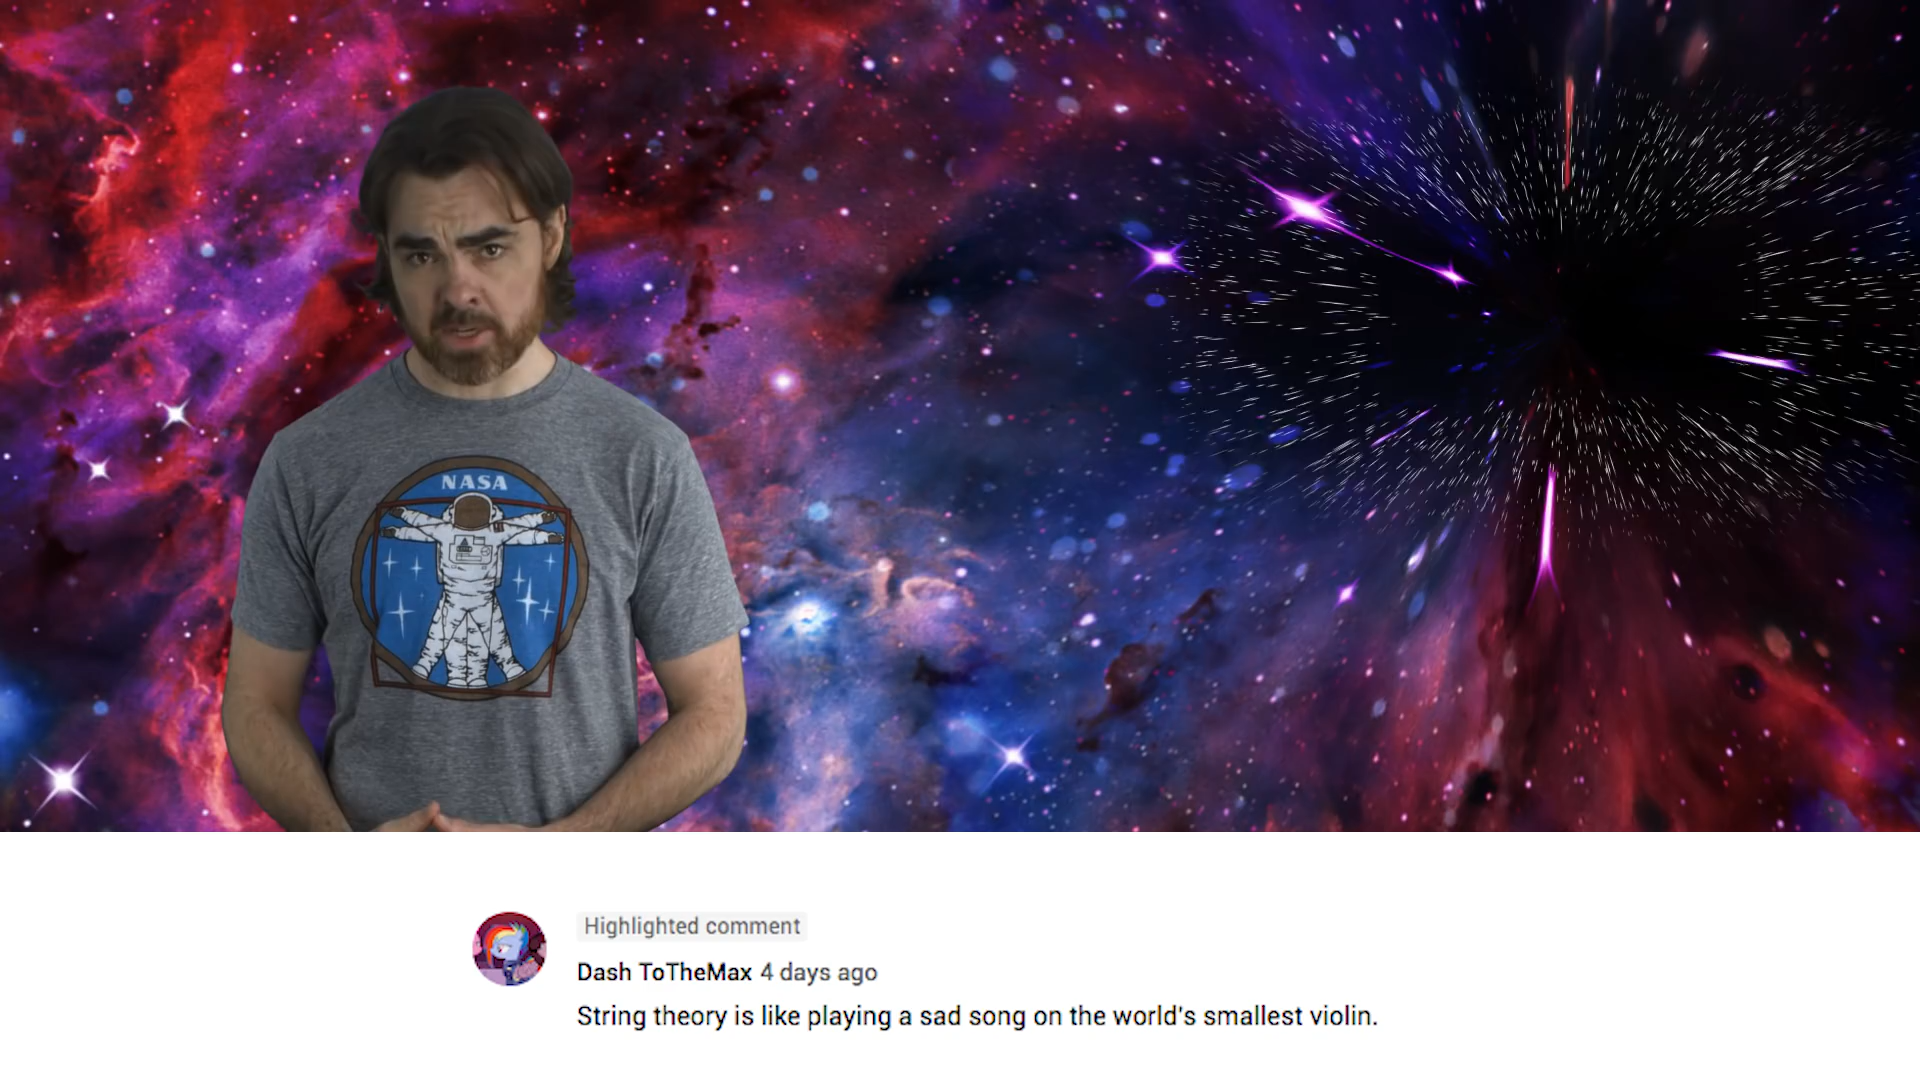 NASA
Highlighted comment
Dash ToTheMax 4 days ago
String theory is like playing a sad song on the world's smallest violin.